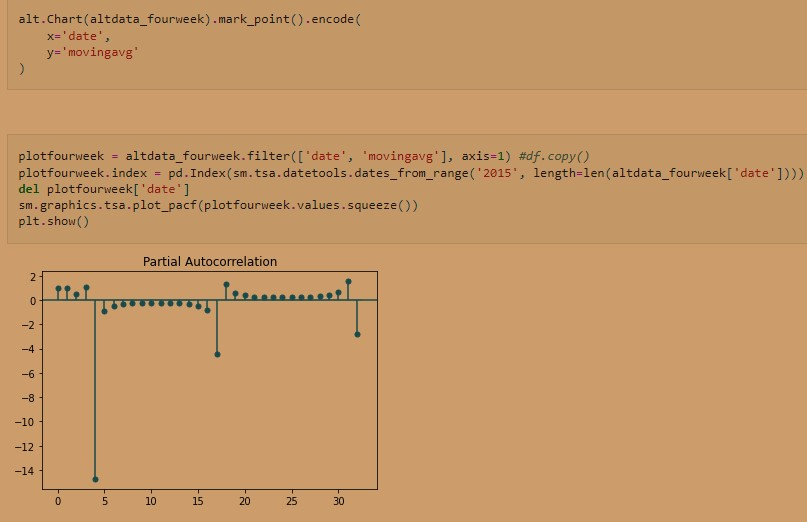 alt.Chart(altdata_fourweek).mark_point().encode(
    x='date',
    y='movingavg'
)
plotfourweek = altdata_fourweek.filter(['date', 'movingavg'], axis=1) #df.copy()
plotfourweek.index = pd.Index(sm.tsa.datetools.dates_from_range('2015', length=len(altdata_fourweek['date'])))
del plotfourweek['date']
sm.graphics.tsa.plot_pacf(plotfourweek.values.squeeze())
plt.show()
Partial Autocorrelation
2
0
−2
−4
−6
−8
−10
−12
−14
0 5 10 15 20 25 30